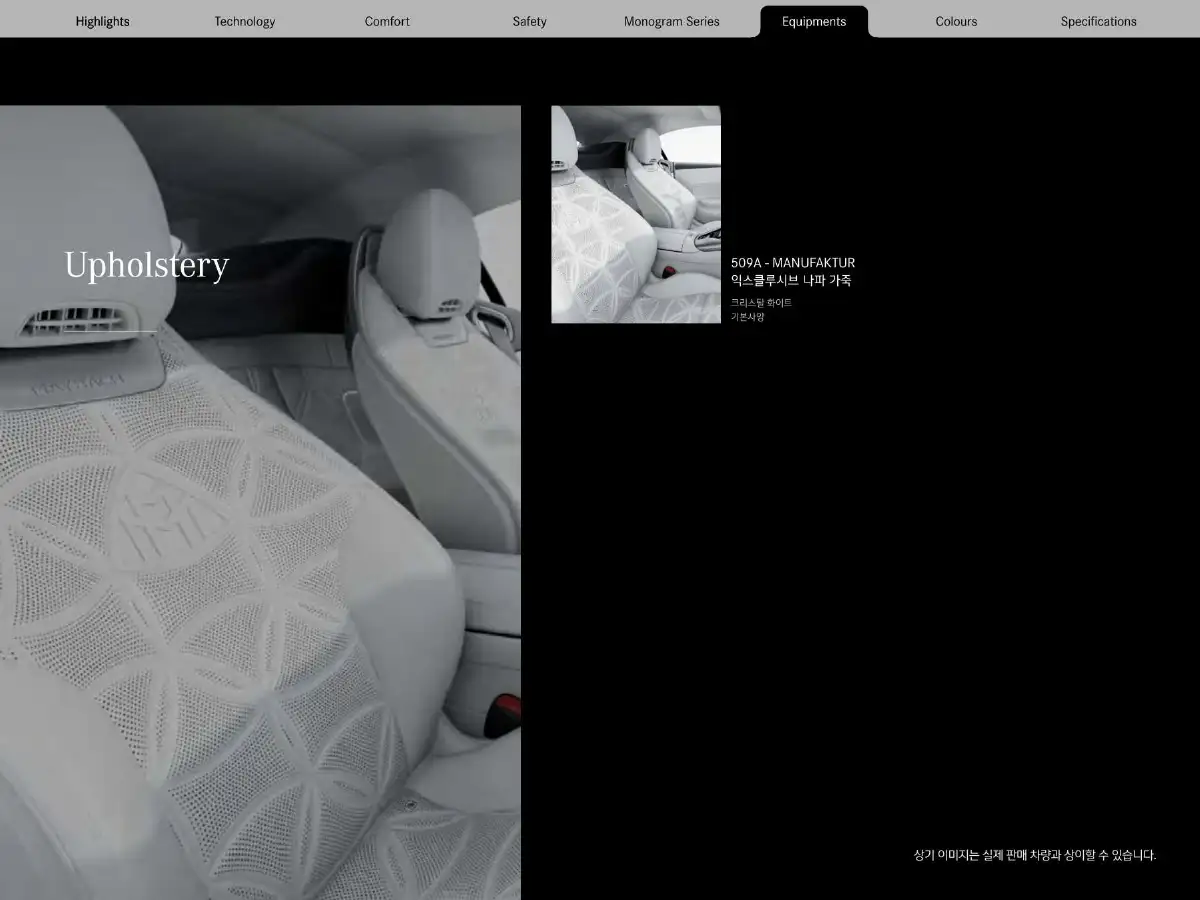 Highlights
Technology
Comfort
Safety
Monogram Series
Equipments
Colours
Specifications
Upholstery
MAYBACH
509A - MANUFAKTUR
익스클루시브 나파 가죽
크리스탈 화이트
기본사양
상기 이미지는 실제 판매 차량과 상이할 수 있습니다.